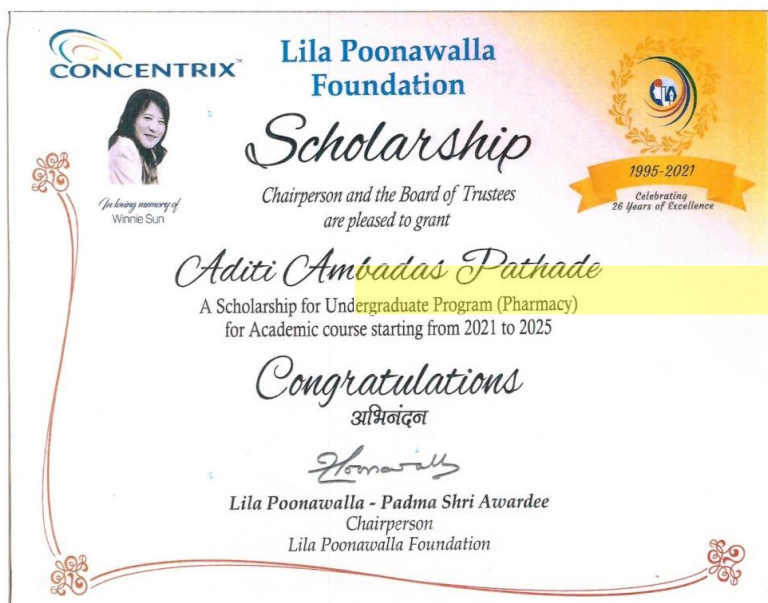 CONCENTRIX™
Lila Poonawalla
Foundation
Scholarship
In loving memory of
Winnie Sun
LILA
1995-2021
Celebrating
26 Years of Excellence
Chairperson and the Board of Trustees
are pleased to grant
Aditi Ambadas Pathade
A Scholarship for Undergraduate Program (Pharmacy)
for Academic course starting from 2021 to 2025
Congratulations
अभिनंदन
Lila Poonawalla - Padma Shri Awardee
Chairperson
Lila Poonawalla Foundation